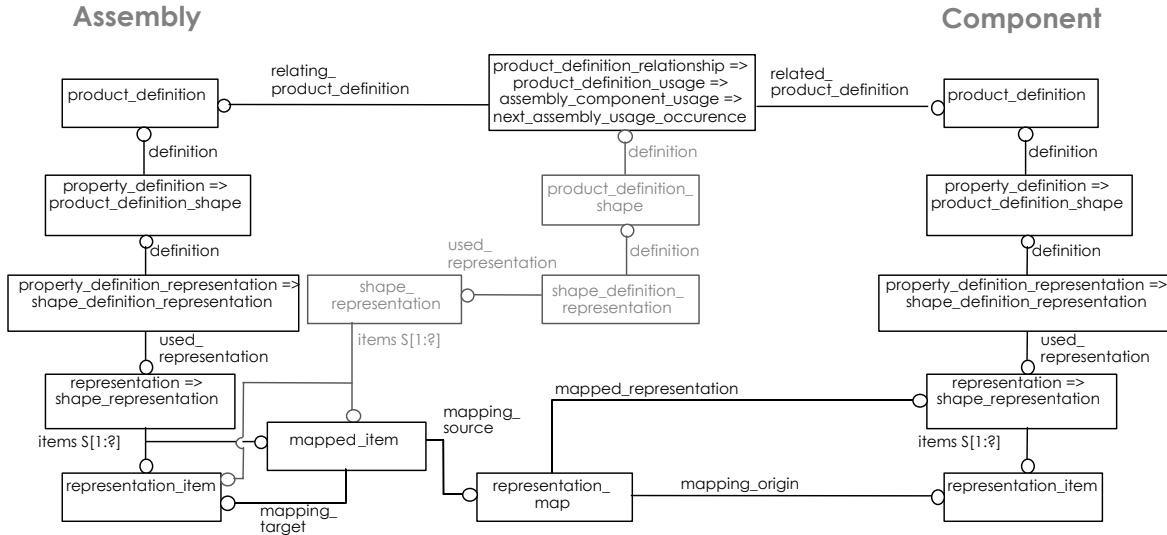 Assembly
Component
relating_
product_definition
product_definition_relationship =>
product_definition_usage =>
assembly_component_usage =>
next_assembly_usage_occurence
related_
product_definition
product_definition
product_definition
definition
definition
definition
property_definition =>
product_definition_shape
product_definition_
shape
property_definition =>
product_definition_shape
definition
used_
representation
definition
definition
property_definition_representation =>
shape_definition_representation
shape_
representation
shape_definition_
representation
property_definition_representation =>
shape_definition_representation
used_
representation
items S[1:?]
used_
representation
representation =>
shape_representation
mapped_representation
representation =>
shape_representation
items S[1:?]
mapped_item
mapping_
source
items S[1:?]
representation_item
mapping_
target
representation_
map
mapping_origin
representation_item